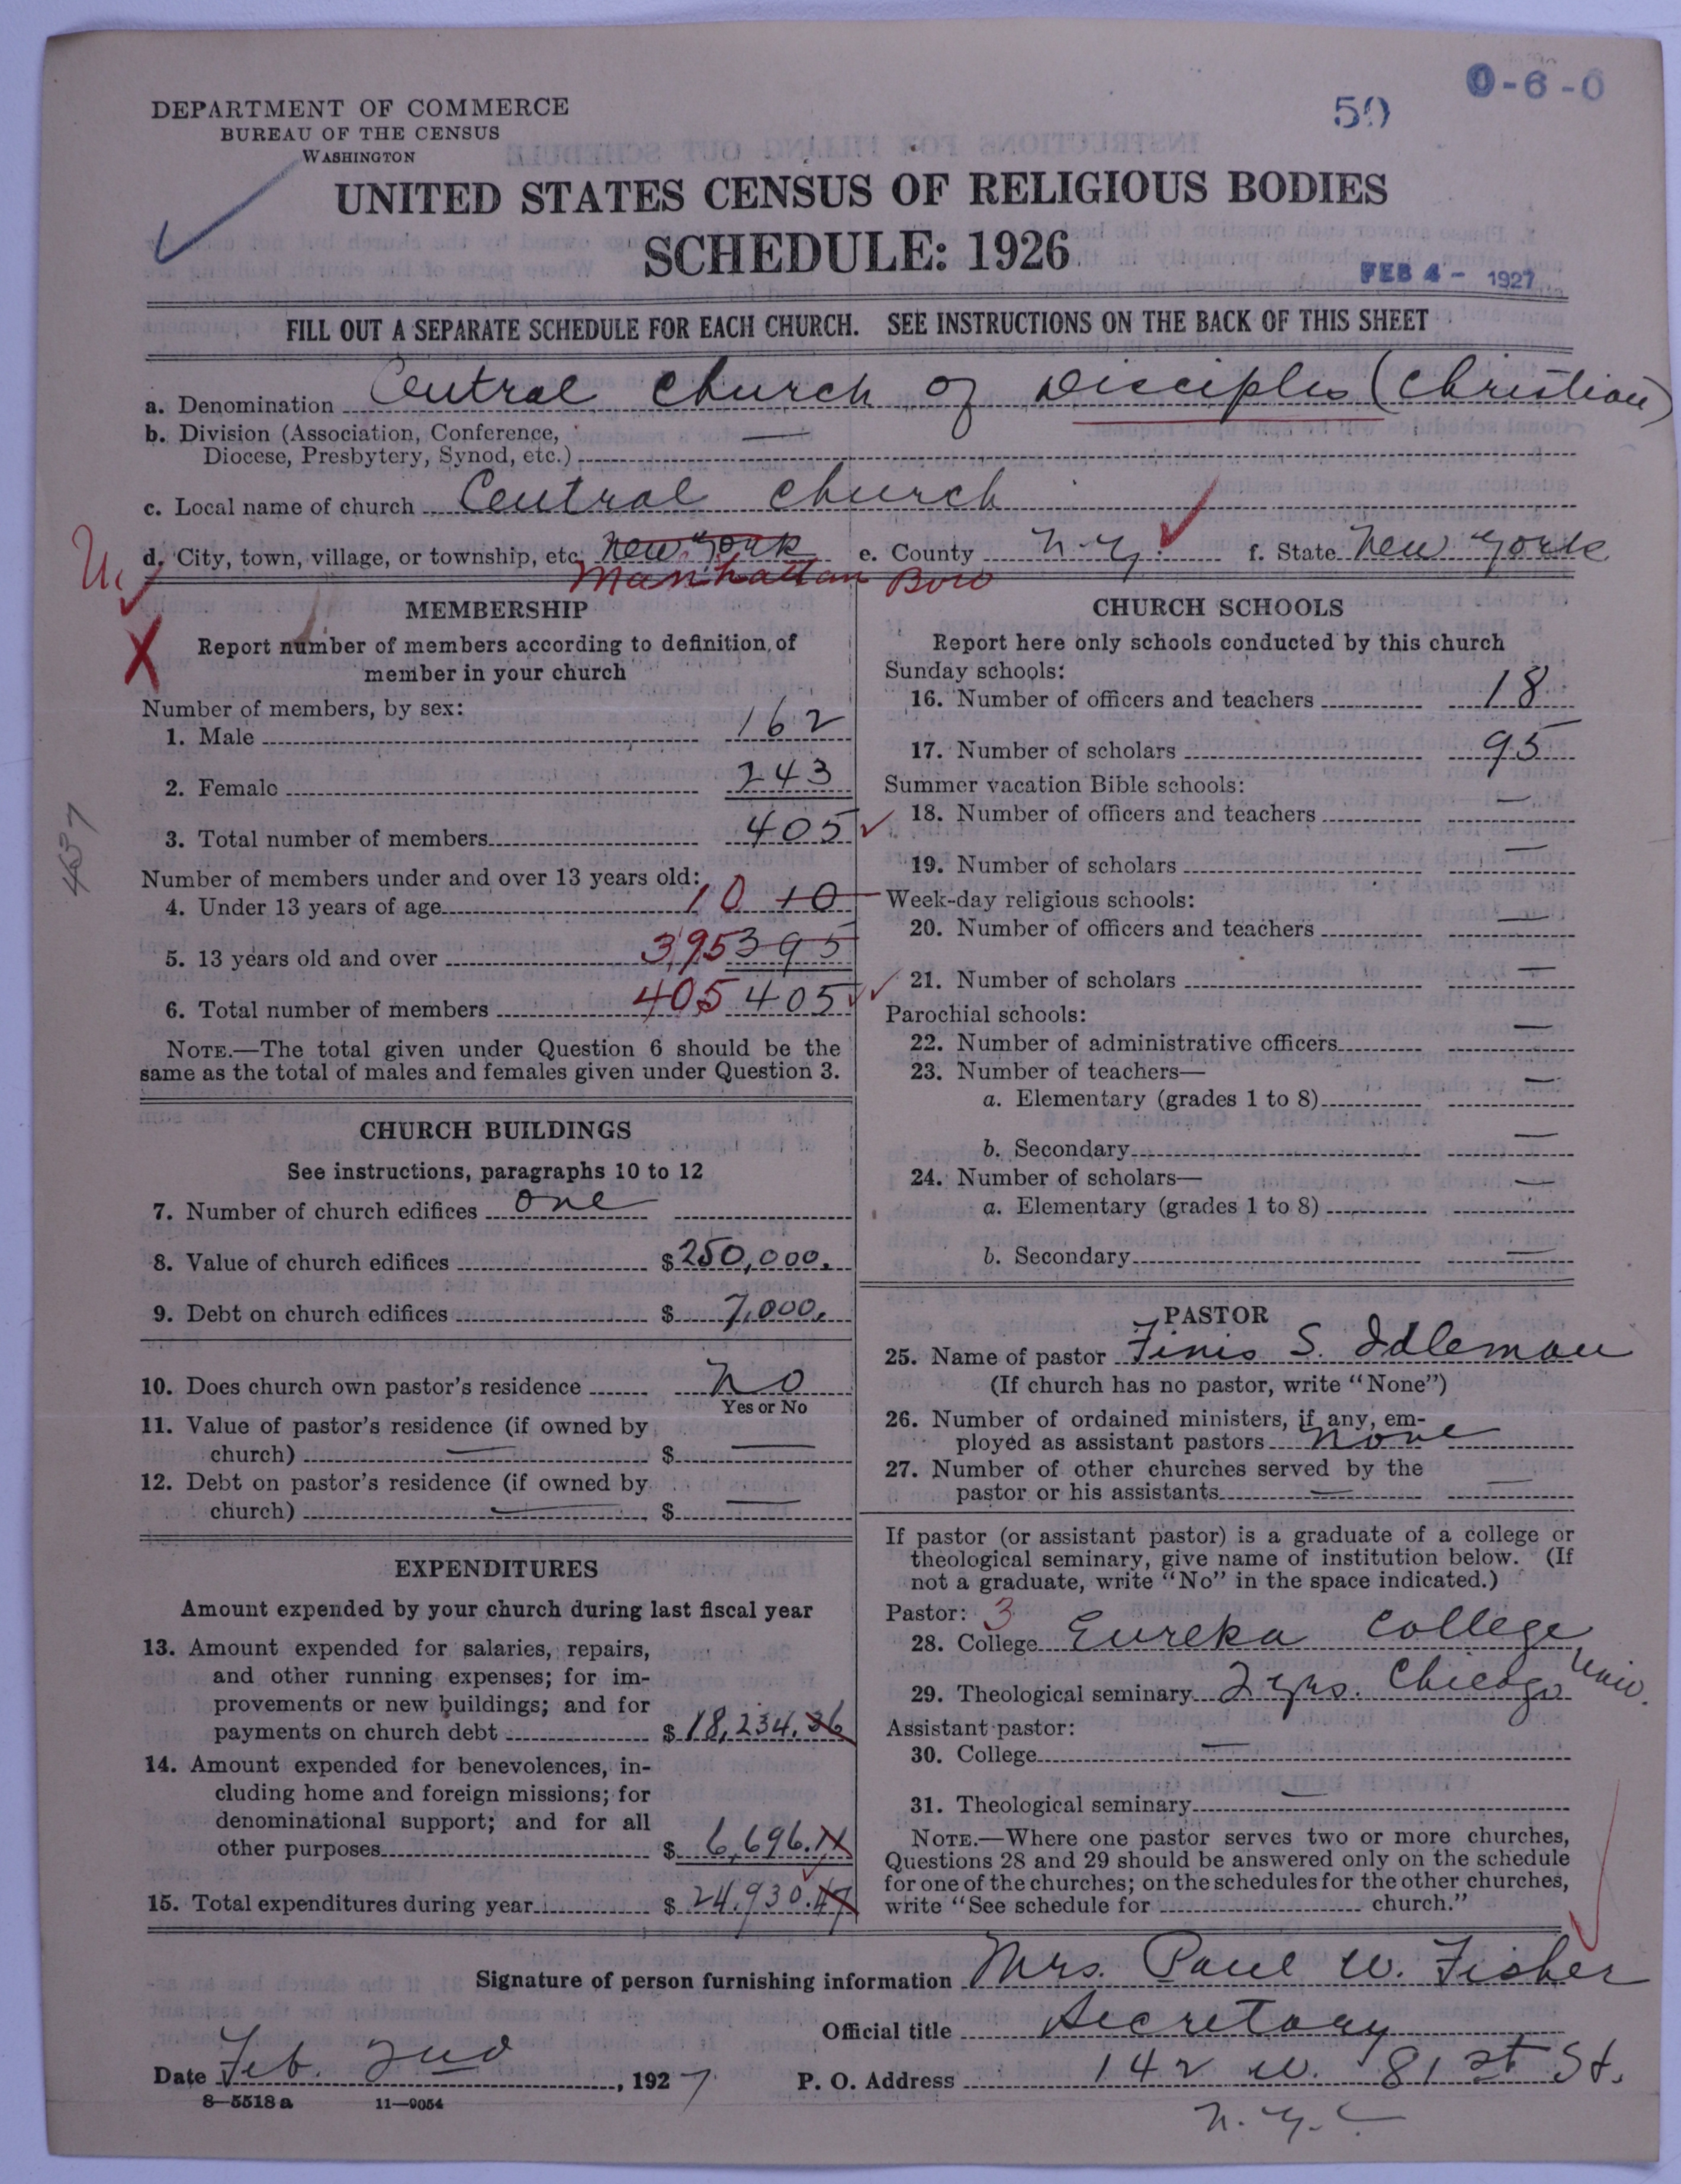 0-6-0
50
DEPARTMENT OF COMMERCE
BUREAU OF THE CENSUS
WASHINGTON
UNITED STATES CENSUS OF RELIGIOUS BODIES
SCHEDULE: 1926
FEB 4 - 1927
FILL OUT A SEPARATE SCHEDULE FOR EACH CHURCH. SEE INSTRUCTIONS ON THE BACK OF THIS SHEET
a. Denomination Central Church of Disciples (Christian)
b. Division (Association, Conference,
Diocese, Presbytery, Synod, etc.) —
c. Local name of church Central Church
d. City, town, village, or township, etc. New York e. County N.Y. f. State New York
Manhattan Boro
MEMBERSHIP
Report number of members according to definition of
member in your church
Number of members, by sex:
1. Male 162
2. Female 243
3. Total number of members 405
Number of members under and over 13 years old:
4. Under 13 years of age 10 10
5. 13 years old and over 395 395
6. Total number of members 405 405
NOTE.—The total given under Question 6 should be the
same as the total of males and females given under Question 3.
437
CHURCH BUILDINGS
See instructions, paragraphs 10 to 12
7. Number of church edifices one
8. Value of church edifices $250,000.
9. Debt on church edifices $7,000.
10. Does church own pastor's residence No
Yes or No
11. Value of pastor's residence (if owned by
church) — $ —
12. Debt on pastor's residence (if owned by
church) — $ —
EXPENDITURES
Amount expended by your church during last fiscal year
13. Amount expended for salaries, repairs,
and other running expenses; for im-
provements or new buildings; and for
payments on church debt $18,234.36
14. Amount expended for benevolences, in-
cluding home and foreign missions; for
denominational support; and for all
other purposes $6,696.11
15. Total expenditures during year $24,930.47
CHURCH SCHOOLS
Report here only schools conducted by this church
Sunday schools:
16. Number of officers and teachers 18
17. Number of scholars 95
Summer vacation Bible schools:
18. Number of officers and teachers —
19. Number of scholars —
Week-day religious schools:
20. Number of officers and teachers —
21. Number of scholars —
Parochial schools:
22. Number of administrative officers —
23. Number of teachers—
a. Elementary (grades 1 to 8) —
b. Secondary —
24. Number of scholars—
a. Elementary (grades 1 to 8) —
b. Secondary —
PASTOR
25. Name of pastor Finis S. Idleman
(If church has no pastor, write "None")
26. Number of ordained ministers, if any, em-
ployed as assistant pastors None
27. Number of other churches served by the
pastor or his assistants — —
If pastor (or assistant pastor) is a graduate of a college or
theological seminary, give name of institution below. (If
not a graduate, write "No" in the space indicated.)
Pastor: 3
28. College Eureka College
29. Theological seminary 2 yrs. Chicago Univ.
Assistant pastor:
30. College —
31. Theological seminary —
NOTE.—Where one pastor serves two or more churches,
Questions 28 and 29 should be answered only on the schedule
for one of the churches; on the schedules for the other churches,
write "See schedule for church."
Signature of person furnishing information Mrs. Paul W. Fisher
Official title Secretary
Date Feb. 2nd, 1927. P. O. Address 142 W. 81st St.
N.Y.C.
8-5518 a 11-9054